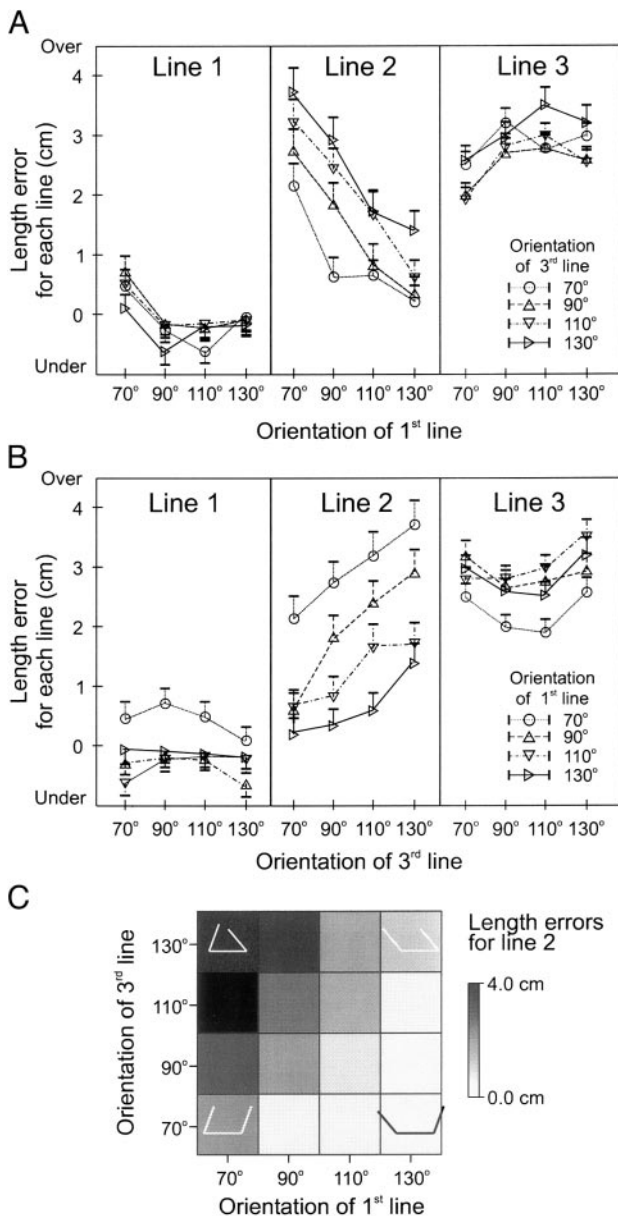 A
Over
4
3
2
1
0
Under
Length error
for each line (cm)
Line 1
Line 2
Line 3
Orientation
of 3rd line
70°
90°
110°
130°
70° 90° 110° 130° 70° 90° 110° 130° 70° 90° 110° 130°
Orientation of 1st line
B
Over
4
3
2
1
0
Under
Length error
for each line (cm)
Line 1
Line 2
Line 3
Orientation
of 1st line
70°
90°
110°
130°
70° 90° 110° 130° 70° 90° 110° 130° 70° 90° 110° 130°
Orientation of 3rd line
C
Orientation of 3rd line
130°
110°
90°
70°
70° 90° 110° 130°
Orientation of 1st line
Length errors
for line 2
4.0 cm
0.0 cm